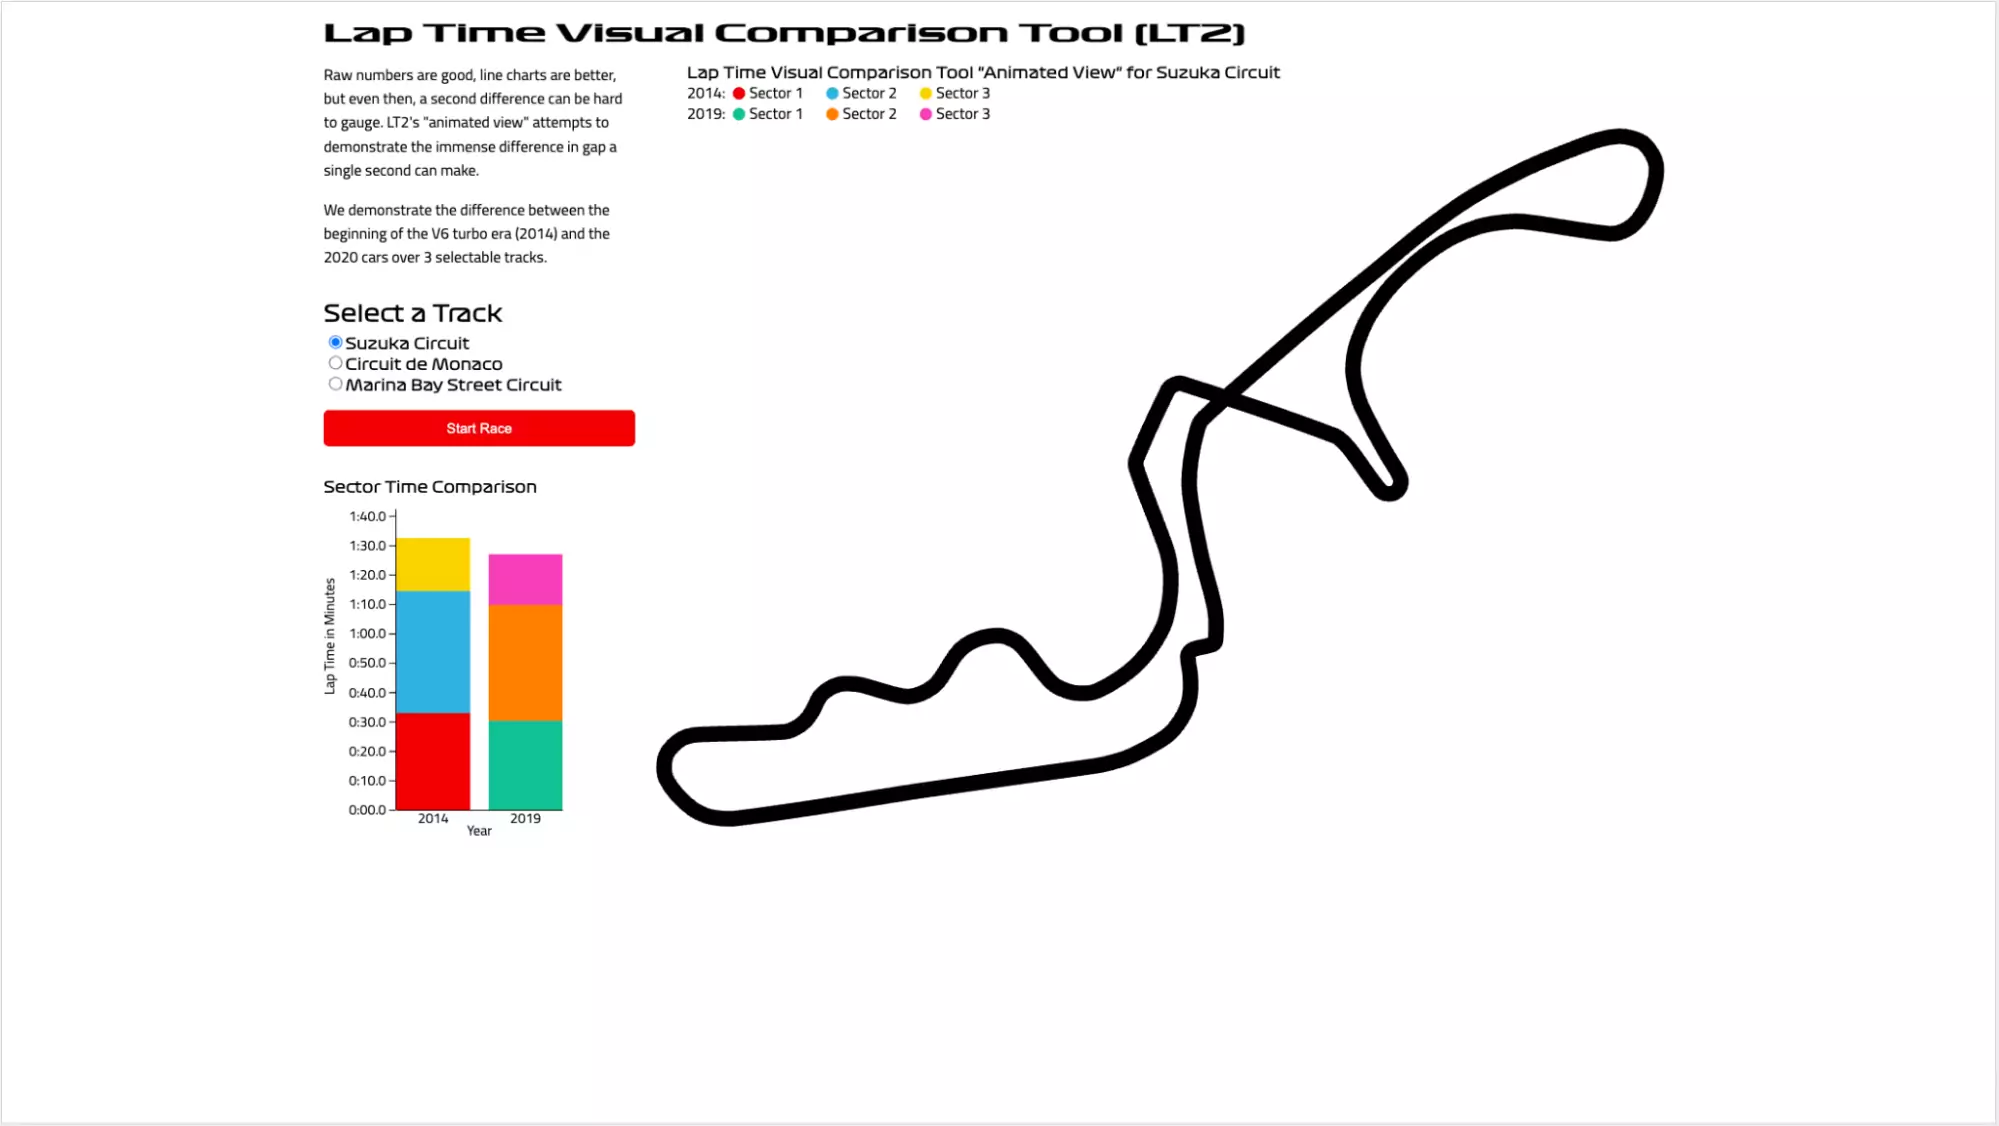 Lap Time Visual Comparison Tool (LT2)
Raw numbers are good, line charts are better,
but even then, a second difference can be hard
to gauge. LT2's "animated view" attempts to
demonstrate the immense difference in gap a
single second can make.
We demonstrate the difference between the
beginning of the V6 turbo era (2014) and the
2020 cars over 3 selectable tracks.
Select a Track
Suzuka Circuit
Circuit de Monaco
Marina Bay Street Circuit
Start Race
Sector Time Comparison
1:40.0
1:30.0
1:20.0
1:10.0
1:00.0
0:50.0
0:40.0
0:30.0
0:20.0
0:10.0
0:00.0
Lap Time in Minutes
2014 2019
Year
Lap Time Visual Comparison Tool "Animated View" for Suzuka Circuit
2014: Sector 1 Sector 2 Sector 3
2019: Sector 1 Sector 2 Sector 3